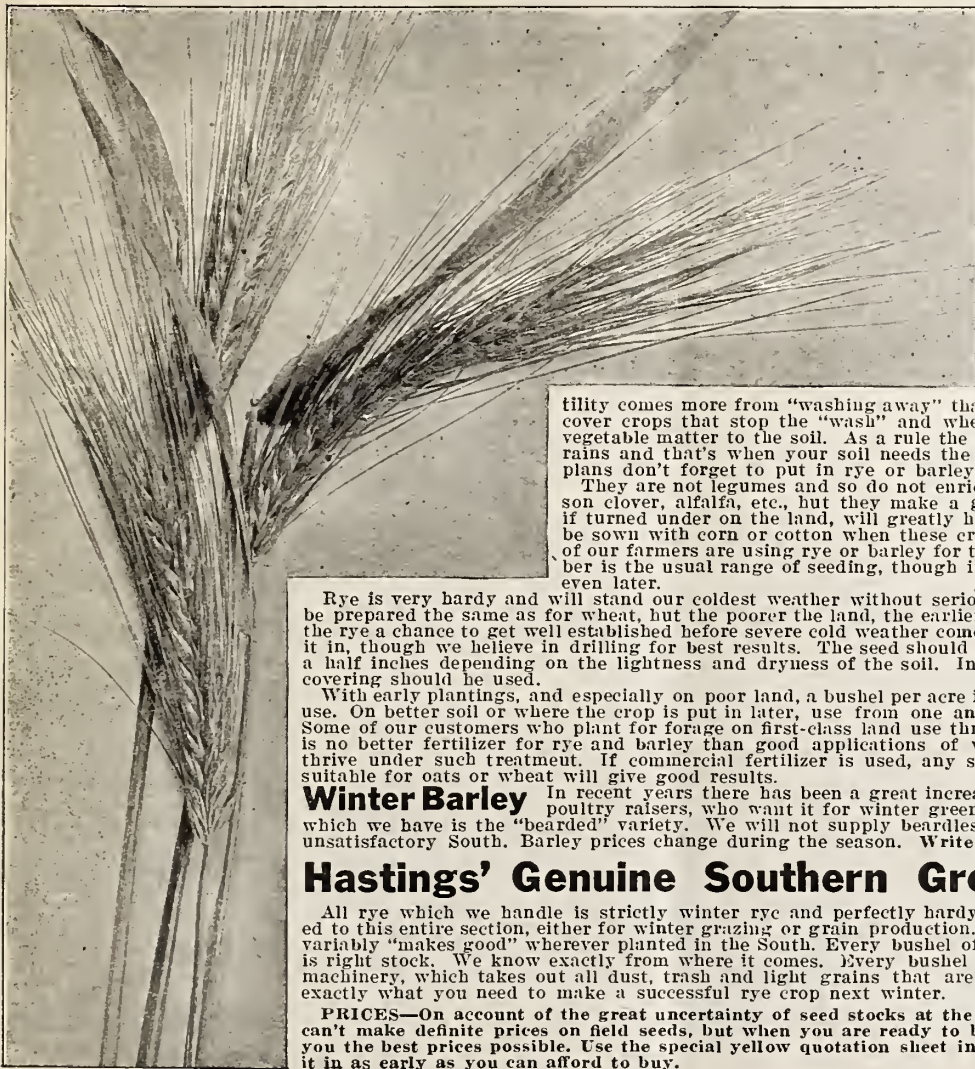 tility comes more from "washing away" tha
cover crops that stop the "wash" and whe
vegetable matter to the soil. As a rule the
rains and that's when your soil needs the
plans don't forget to put in rye or barley
They are not legumes and so do not enri
son clover, alfalfa, etc., but they make a g
if turned under on the land, will greatly h
be sown with corn or cotton when these cr
of our farmers are using rye or barley for t
ber is the usual range of seeding, though i
even later.
Rye is very hardy and will stand our coldest weather without serio
be prepared the same as for wheat, but the poorer the land, the earlie
the rye a chance to get well established before severe cold weather come
it in, though we believe in drilling for best results. The seed should
a half inches depending on the lightness and dryness of the soil. In
covering should be used.
With early plantings, and especially on poor land, a bushel per acre i
use. On better soil or where the crop is put in later, use from one an
Some of our customers who plant for forage on first-class land use thr
is no better fertilizer for rye and barley than good applications of
thrive under such treatment. If commercial fertilizer is used, any s
suitable for oats or wheat will give good results.
Winter Barley In recent years there has been a great increa
poultry raisers, who want it for winter green
which we have is the "bearded" variety. We will not supply beardles
unsatisfactory South. Barley prices change during the season. Write
Hastings' Genuine Southern Gr
All rye which we handle is strictly winter rye and perfectly hardy
ed to this entire section, either for winter grazing or grain production.
variably "makes good" wherever planted in the South. Every bushel of
is right stock. We know exactly from where it comes. Every bushel
machinery, which takes out all dust, trash and light grains that are
exactly what you need to make a successful rye crop next winter.
PRICES—On account of the great uncertainty of seed stocks at the
can't make definite prices on field seeds, but when you are ready to b
you the best prices possible. Use the special yellow quotation sheet in
it in as early as you can afford to buy.